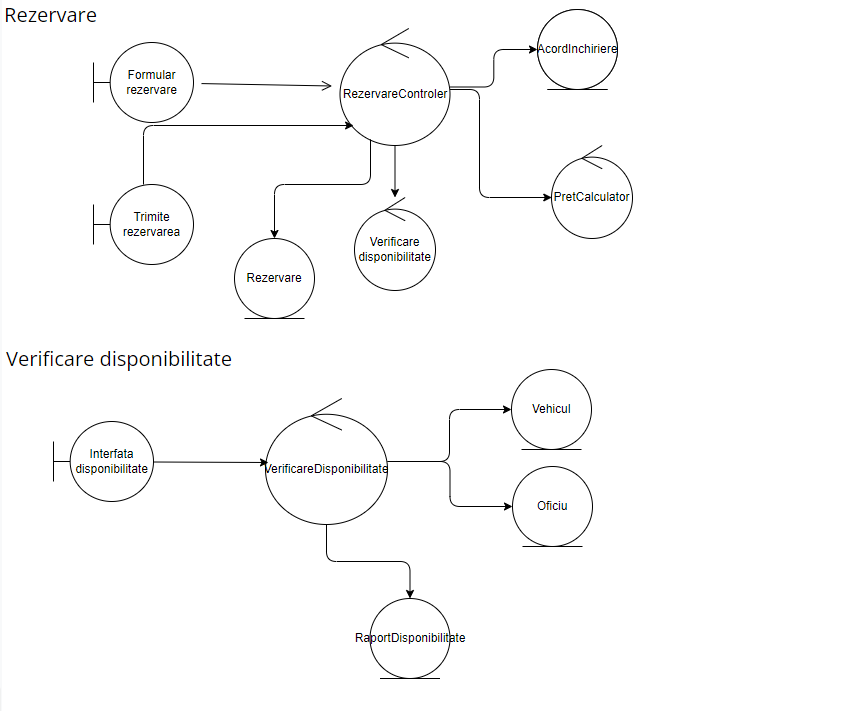 Rezervare
Formular
rezervare
RezervareControler
AcordInchiriere
Trimite
rezervarea
PretCalculator
Verificare
disponibilitate
Rezervare
Verificare disponibilitate
Interfata
disponibilitate
VerificareDisponibilitate
Vehicul
Oficiu
RaportDisponibilitate